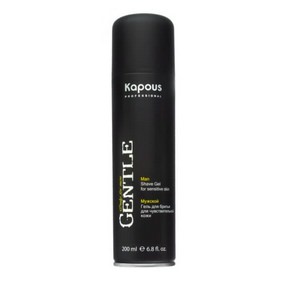 Kapous
PROFESSIONAL
GENTLE
Men
Shave Gel
for sensitive skin
Мужской
Гель для бритья
для чувствительной
кожи
200 ml e 6.8 fl. oz.